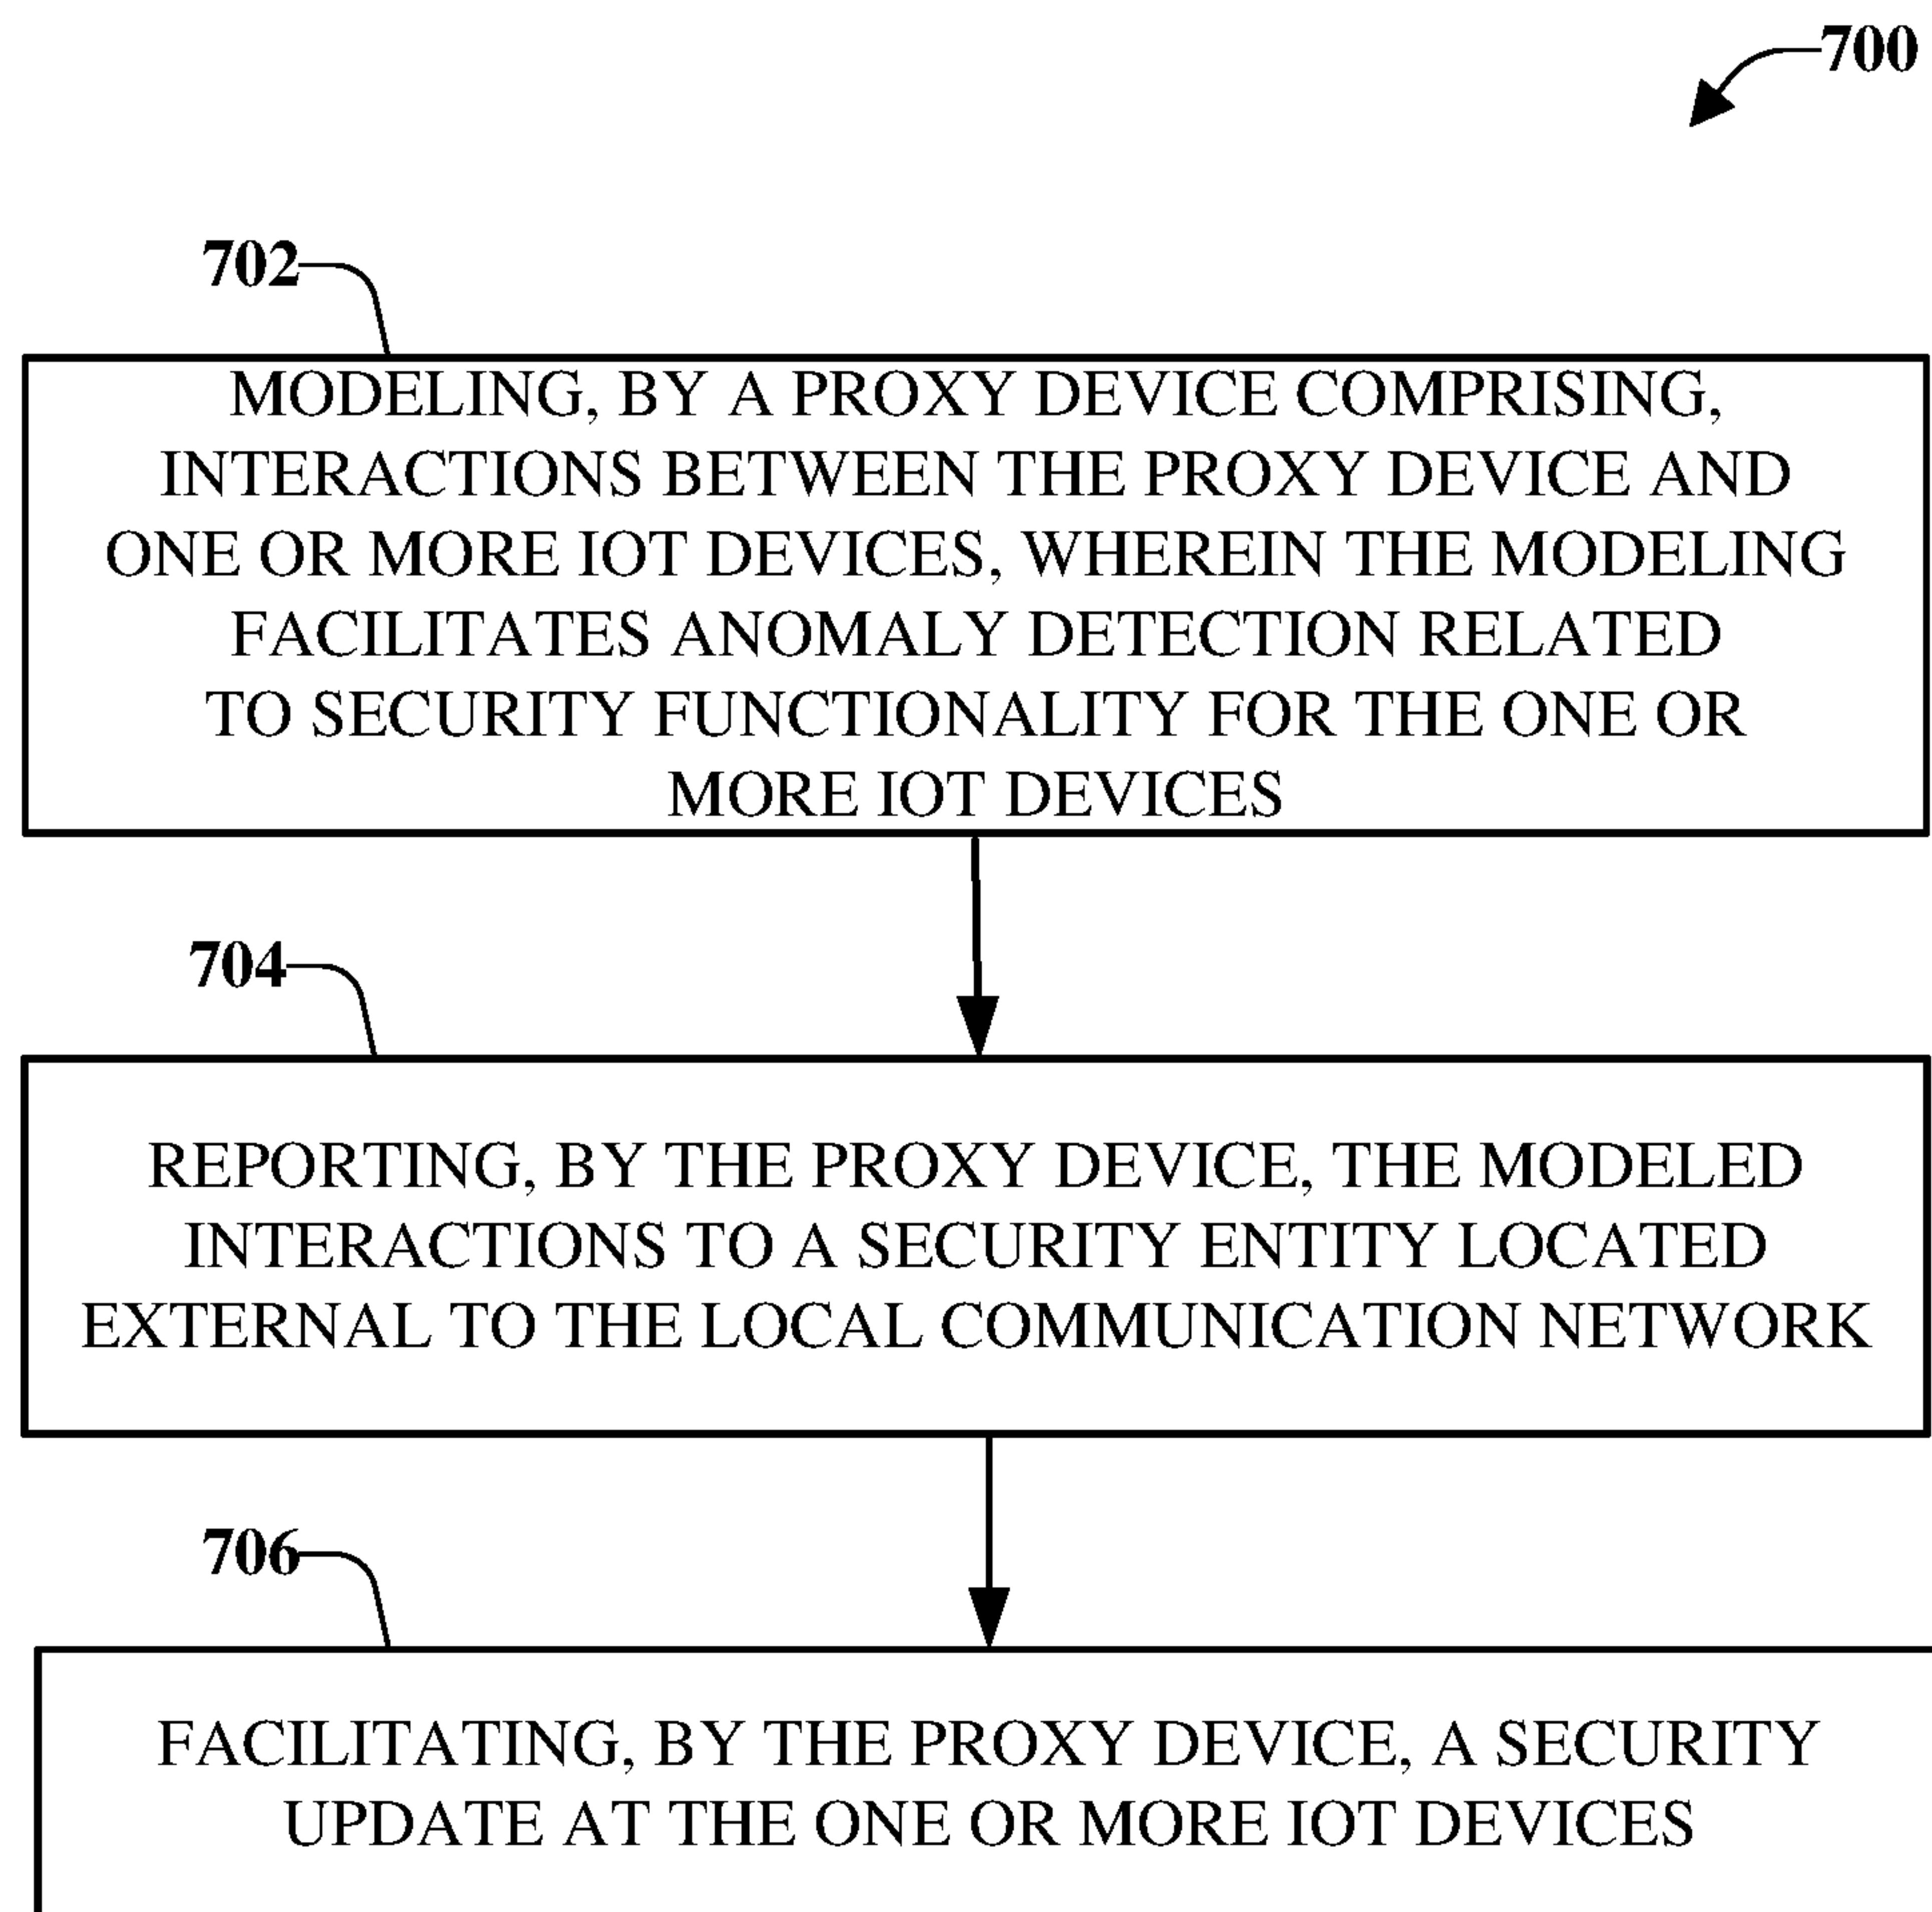 700
702
MODELING, BY A PROXY DEVICE COMPRISING,
INTERACTIONS BETWEEN THE PROXY DEVICE AND
ONE OR MORE IOT DEVICES, WHEREIN THE MODELING
FACILITATES ANOMALY DETECTION RELATED
TO SECURITY FUNCTIONALITY FOR THE ONE OR
MORE IOT DEVICES
704
REPORTING, BY THE PROXY DEVICE, THE MODELED
INTERACTIONS TO A SECURITY ENTITY LOCATED
EXTERNAL TO THE LOCAL COMMUNICATION NETWORK
706
FACILITATING, BY THE PROXY DEVICE, A SECURITY
UPDATE AT THE ONE OR MORE IOT DEVICES